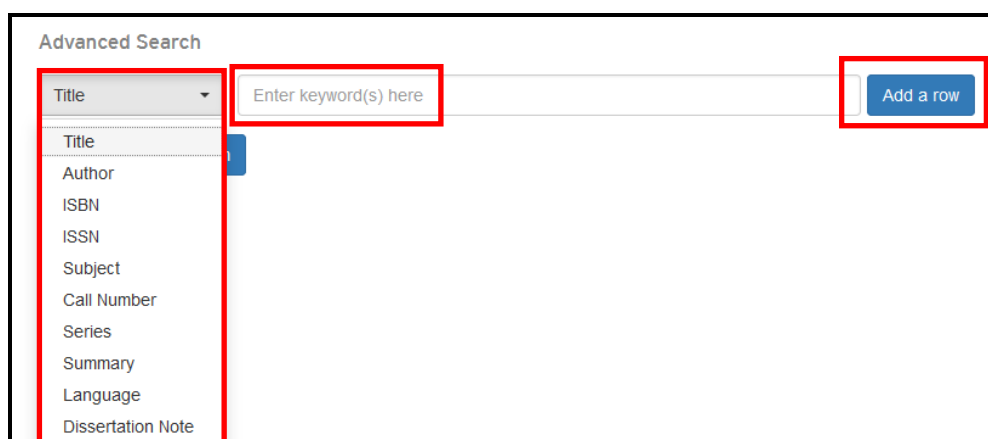 Advanced Search
Title Enter keyword(s) here Add a row
Title
Author
ISBN
ISSN
Subject
Call Number
Series
Summary
Language
Dissertation Note